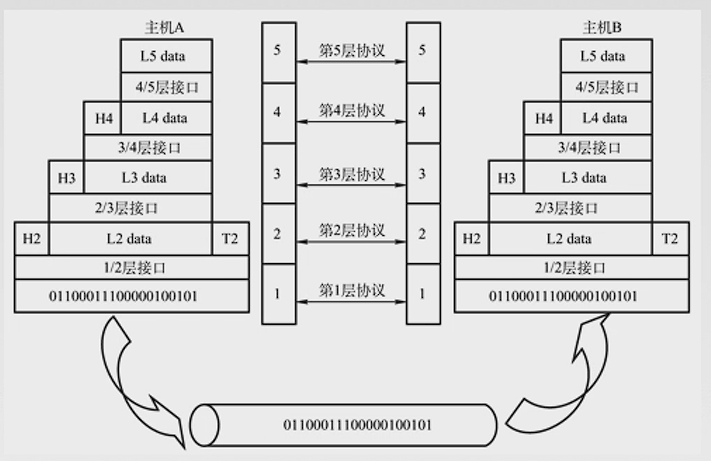 主机A
主机B
L5 data
5
第5层协议
5
L5 data
4/5层接口
4/5层接口
H4
L4 data
4
第4层协议
4
H4
L4 data
3/4层接口
3/4层接口
H3
L3 data
3
第3层协议
3
H3
L3 data
2/3层接口
2/3层接口
H2
L2 data
T2
2
第2层协议
2
H2
L2 data
T2
1/2层接口
1/2层接口
01100011100000100101
1
第1层协议
1
01100011100000100101
01100011100000100101